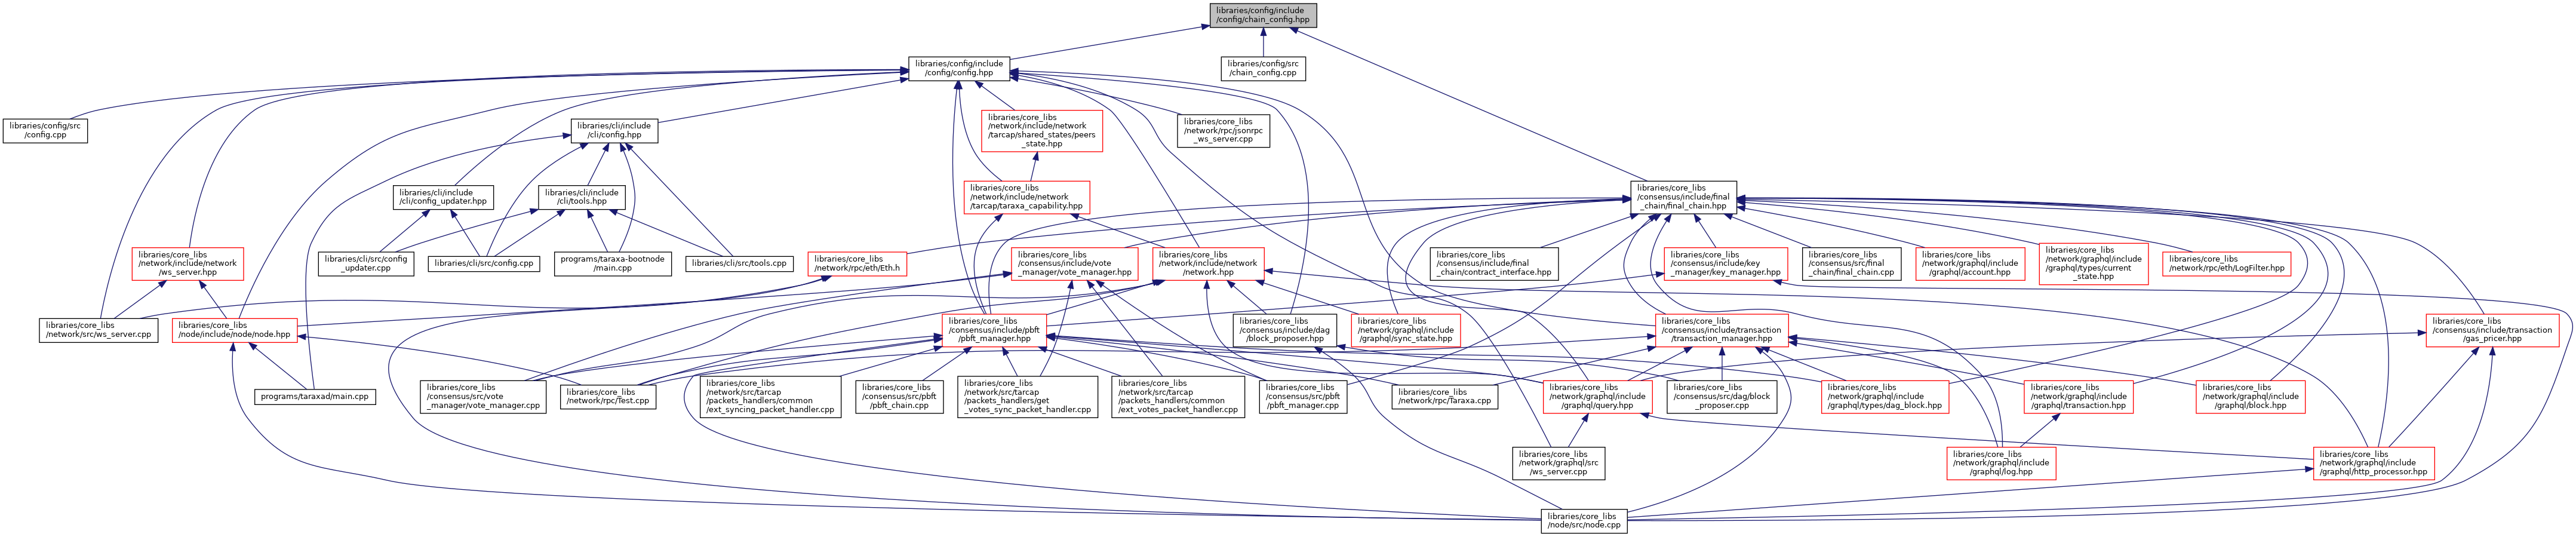 libraries/config/include
/config/chain_config.hpp
libraries/config/include
/config/config.hpp
libraries/config/src
/chain_config.cpp
libraries/config/src
/config.cpp
libraries/cli/include
/cli/config.hpp
libraries/core_libs
/network/include/network
/tarcap/shared_states/peers
_state.hpp
libraries/core_libs
/network/rpc/jsonrpc
_ws_server.cpp
libraries/cli/include
/cli/config_updater.hpp
libraries/cli/include
/cli/tools.hpp
libraries/core_libs
/network/include/network
/tarcap/taraxa_capability.hpp
libraries/core_libs
/consensus/include/final
_chain/final_chain.hpp
libraries/core_libs
/network/include/network
/ws_server.hpp
libraries/cli/src/config
_updater.cpp
libraries/cli/src/config.cpp
programs/taraxa-bootnode
/main.cpp
libraries/cli/src/tools.cpp
libraries/core_libs
/network/rpc/eth/Eth.h
libraries/core_libs
/consensus/include/vote
_manager/vote_manager.hpp
libraries/core_libs
/network/include/network
/network.hpp
libraries/core_libs
/consensus/include/final
_chain/contract_interface.hpp
libraries/core_libs
/consensus/include/key
_manager/key_manager.hpp
libraries/core_libs
/consensus/src/final
_chain/final_chain.cpp
libraries/core_libs
/network/graphql/include
/graphql/account.hpp
libraries/core_libs
/network/graphql/include
/graphql/types/current
_state.hpp
libraries/core_libs
/network/rpc/eth/LogFilter.hpp
libraries/core_libs
/network/src/ws_server.cpp
libraries/core_libs
/node/include/node/node.hpp
libraries/core_libs
/consensus/include/pbft
/pbft_manager.hpp
libraries/core_libs
/consensus/include/dag
/block_proposer.hpp
libraries/core_libs
/network/graphql/include
/graphql/sync_state.hpp
libraries/core_libs
/consensus/include/transaction
/transaction_manager.hpp
libraries/core_libs
/consensus/include/transaction
/gas_pricer.hpp
programs/taraxad/main.cpp
libraries/core_libs
/consensus/src/vote
_manager/vote_manager.cpp
libraries/core_libs
/network/rpc/Test.cpp
libraries/core_libs
/network/src/tarcap
/packets_handlers/common
/ext_syncing_packet_handler.cpp
libraries/core_libs
/consensus/src/pbft
/pbft_chain.cpp
libraries/core_libs
/network/src/tarcap
/packets_handlers/get
_votes_sync_packet_handler.cpp
libraries/core_libs
/network/src/tarcap
/packets_handlers/common
/ext_votes_packet_handler.cpp
libraries/core_libs
/consensus/src/pbft
/pbft_manager.cpp
libraries/core_libs
/network/rpc/Taraxa.cpp
libraries/core_libs
/network/graphql/include
/graphql/query.hpp
libraries/core_libs
/consensus/src/dag/block
_proposer.cpp
libraries/core_libs
/network/graphql/include
/graphql/types/dag_block.hpp
libraries/core_libs
/network/graphql/include
/graphql/transaction.hpp
libraries/core_libs
/network/graphql/include
/graphql/block.hpp
libraries/core_libs
/network/graphql/src
/ws_server.cpp
libraries/core_libs
/network/graphql/include
/graphql/log.hpp
libraries/core_libs
/network/graphql/include
/graphql/http_processor.hpp
libraries/core_libs
/node/src/node.cpp